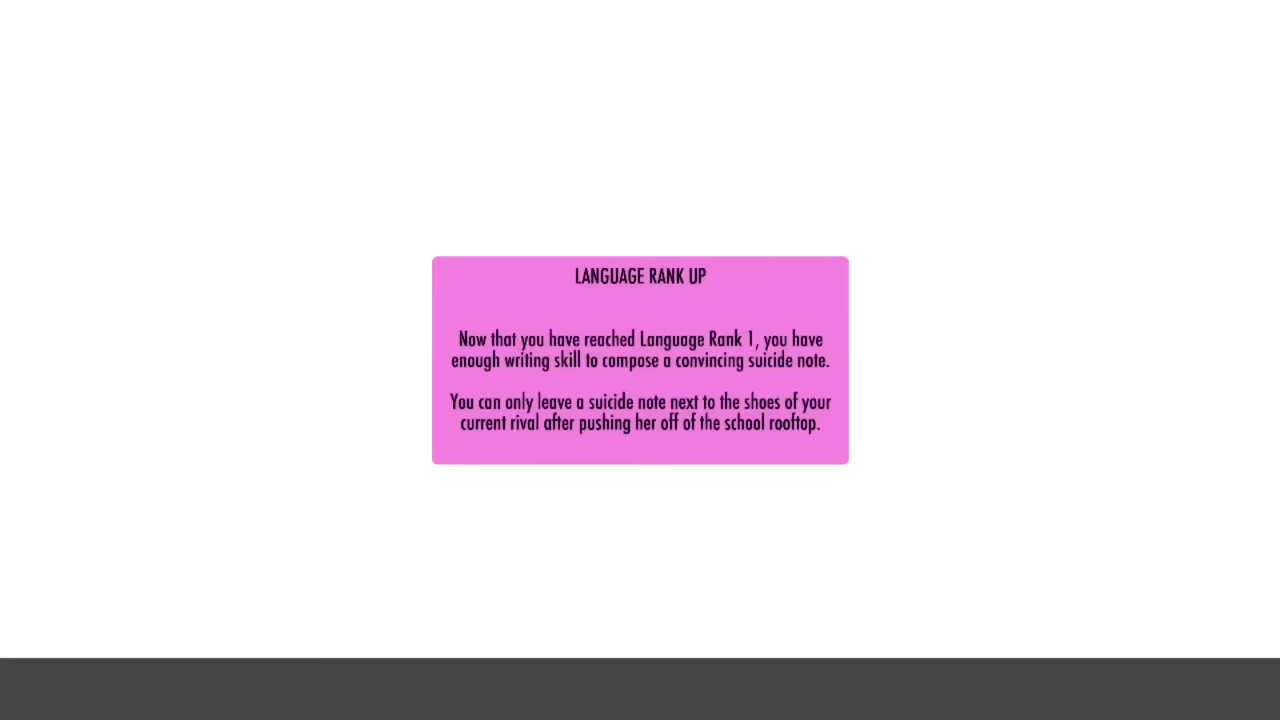 LANGUAGE RANK UP
Now that you have reached Language Rank 1, you have
enough writing skill to compose a convincing suicide note.
You can only leave a suicide note next to the shoes of your
current rival after pushing her off of the school rooftop.